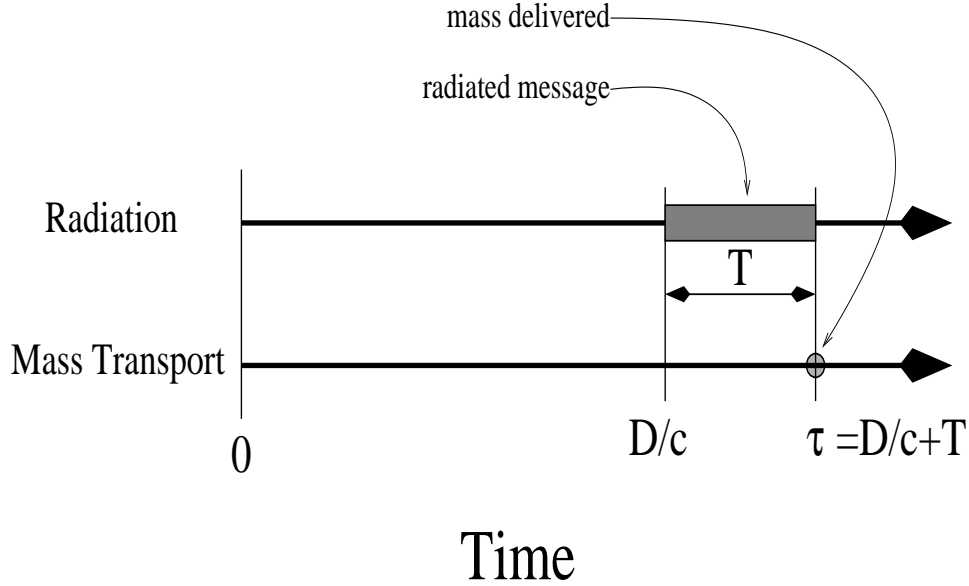 mass delivered
radiated message
Radiation
T
Mass Transport
0
D/c
τ =D/c+T
Time